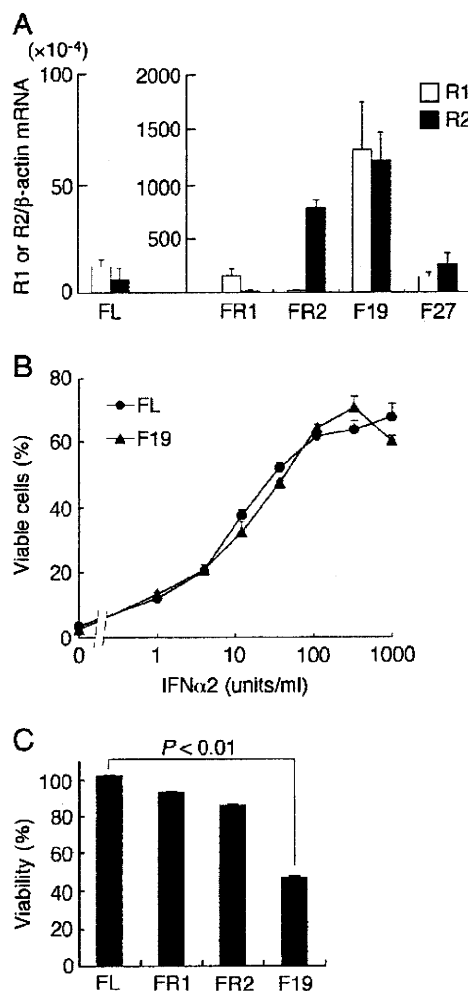 A
(×10-4)
R1 or R2/β-actin mRNA
100
50
0
2000
1500
1000
500
R1
R2
FL
FR1
FR2
F19
F27
B
Viable cells (%)
80
60
40
20
0
FL
F19
0
1
10
100
1000
IFNα2 (units/ml)
C
P < 0.01
Viability (%)
100
80
60
40
20
0
FL
FR1
FR2
F19